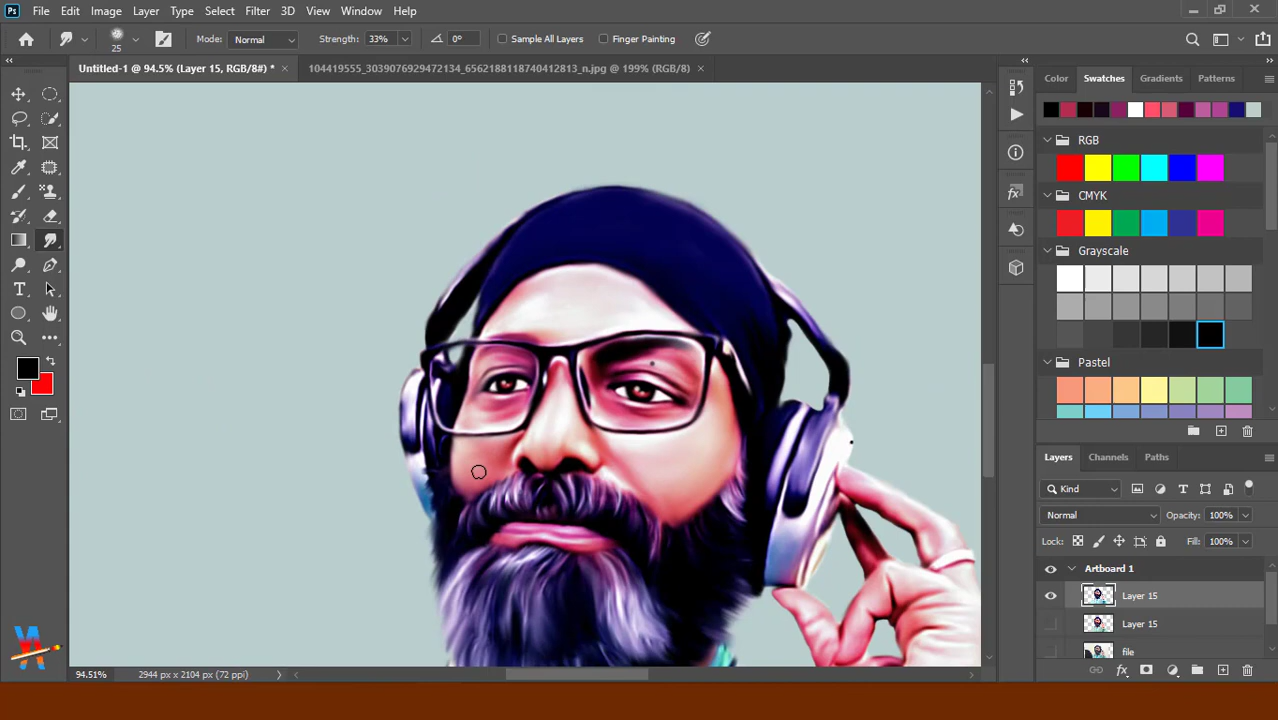 Ps File Edit Image Layer Type Select Filter 3D View Window Help
25 Mode: Normal Strength: 33% 0° Sample All Layers Finger Painting
Untitled-1 @ 94.5% (Layer 15, RGB/8#) * 104419555_3039076929472134_6562188118740412813_n.jpg @ 199% (RGB/8)
Color Swatches Gradients Patterns
RGB
CMYK
Grayscale
Pastel
Layers Channels Paths
Kind
Normal Opacity: 100%
Lock: Fill: 100%
Artboard 1
Layer 15
Layer 15
file
94.51% 2944 px x 2104 px (72 ppi)